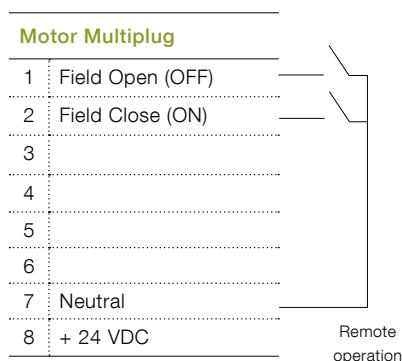 Motor Multiplug
1 Field Open (OFF)
2 Field Close (ON)
3
4
5
6
7 Neutral
8 + 24 VDC
Remote
operation